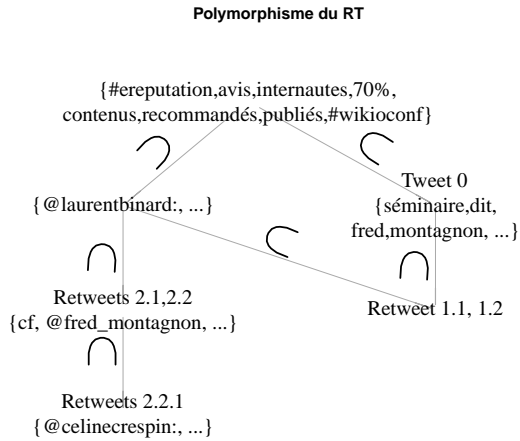 Polymorphisme du RT
{#ereputation,avis,internautes,70%,
contenus,recommandés,publiés,#wikioconf}
Tweet 0
{séminaire,dit,
fred,montagnon, ...}
{@laurentbinard:, ...}
Retweets 2.1,2.2
{cf, @fred_montagnon, ...}
Retweet 1.1, 1.2
Retweets 2.2.1
{@celinecrespin:, ...}